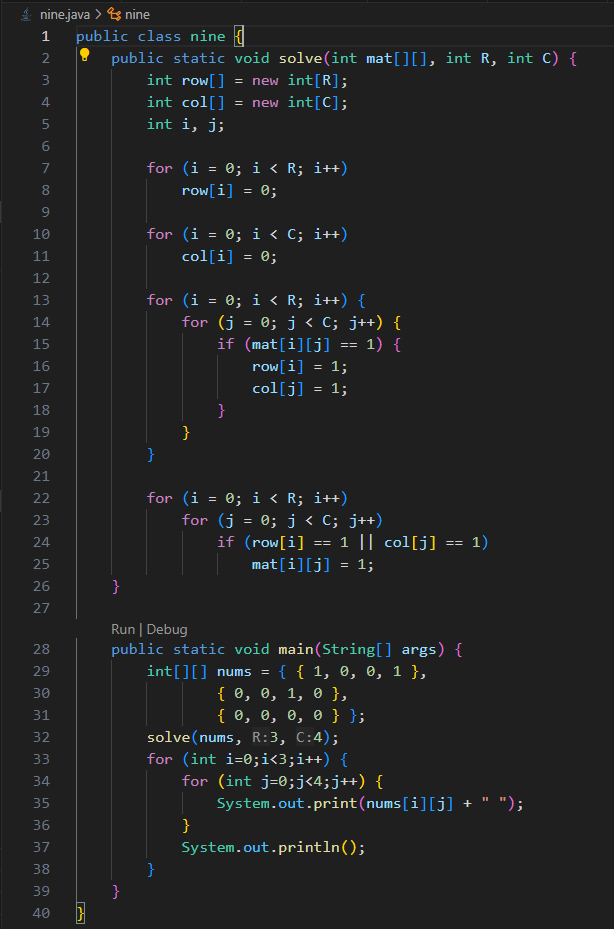 nine.java > nine
1 public class nine {
2     public static void solve(int mat[][], int R, int C) {
3         int row[] = new int[R];
4         int col[] = new int[C];
5         int i, j;
6
7         for (i = 0; i < R; i++)
8             row[i] = 0;
9
10         for (i = 0; i < C; i++)
11             col[i] = 0;
12
13         for (i = 0; i < R; i++) {
14             for (j = 0; j < C; j++) {
15                 if (mat[i][j] == 1) {
16                     row[i] = 1;
17                     col[j] = 1;
18                 }
19             }
20         }
21
22         for (i = 0; i < R; i++)
23             for (j = 0; j < C; j++)
24                 if (row[i] == 1 || col[j] == 1)
25                     mat[i][j] = 1;
26     }
27
Run | Debug
28     public static void main(String[] args) {
29         int[][] nums = { { 1, 0, 0, 1 },
30                 { 0, 0, 1, 0 },
31                 { 0, 0, 0, 0 } };
32         solve(nums, R:3, C:4);
33         for (int i=0;i<3;i++) {
34             for (int j=0;j<4;j++) {
35                 System.out.print(nums[i][j] + " ");
36             }
37             System.out.println();
38         }
39     }
40 }